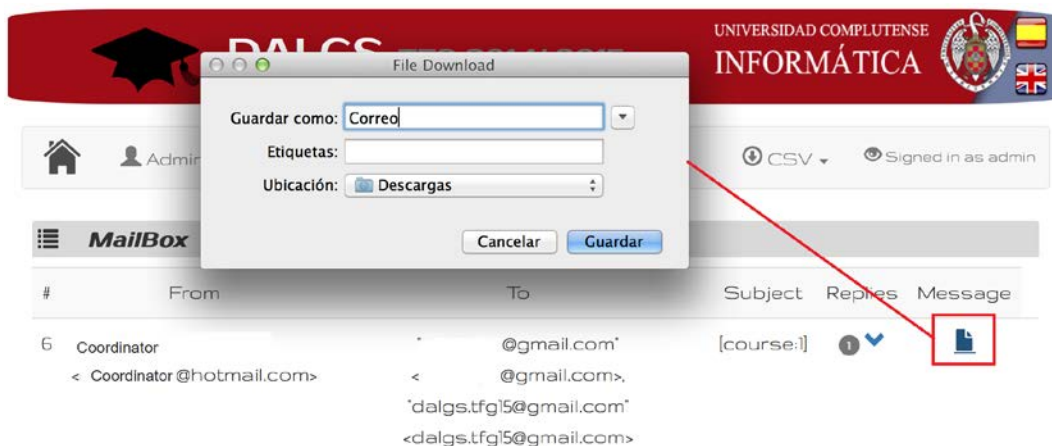 UNIVERSIDAD COMPLUTENSE
INFORMÁTICA
DALGS
File Download
Guardar como: Correo
Etiquetas:
Ubicación: Descargas
Cancelar Guardar
CSV
Signed in as admin
MailBox
# From To Subject Replies Message
6 Coordinator @gmail.com" [course:1] 1
< Coordinator @hotmail.com> < @gmail.com>,
"dalgs.tfg15@gmail.com"
<dalgs.tfg15@gmail.com>